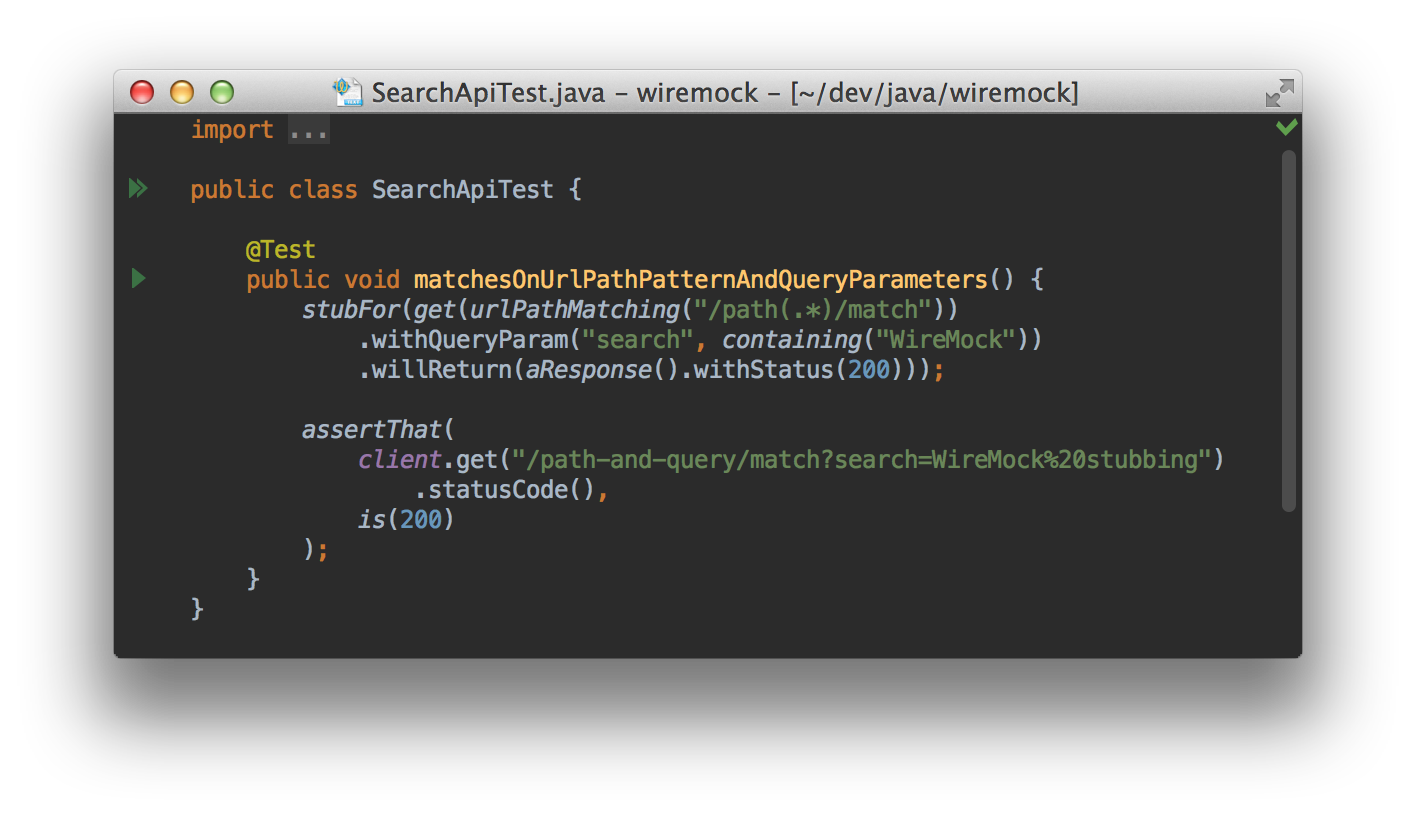 SearchApiTest.java – wiremock – [~/dev/java/wiremock]
import ...
public class SearchApiTest {
@Test
public void matchesOnUrlPathPatternAndQueryParameters() {
stubFor(get(urlPathMatching("/path(.*)/match"))
.withQueryParam("search", containing("WireMock"))
.willReturn(aResponse().withStatus(200)));
assertThat(
client.get("/path-and-query/match?search=WireMock%20stubbing")
.statusCode(),
is(200)
);
}
}